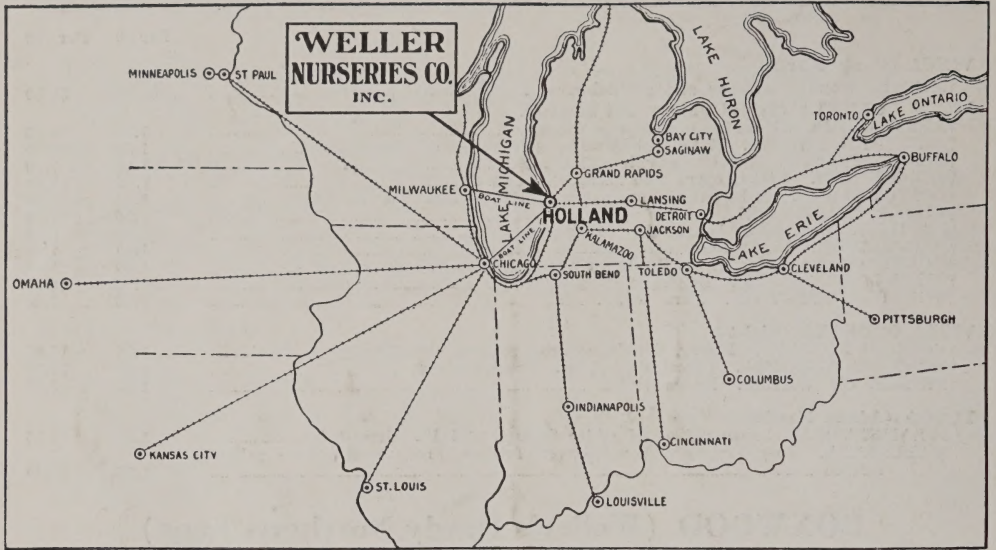 WELLER
NURSERIES CO.
INC.
MINNEAPOLIS
ST PAUL
LAKE HURON
LAKE ONTARIO
TORONTO
BAY CITY
SAGINAW
BUFFALO
LAKE MICHIGAN
GRAND RAPIDS
MILWAUKEE
BOAT LINE
HOLLAND
LANSING
DETROIT
LAKE ERIE
BOAT LINE
KALAMAZOO
JACKSON
CHICAGO
SOUTH BEND
TOLEDO
CLEVELAND
OMAHA
PITTSBURGH
COLUMBUS
INDIANAPOLIS
CINCINNATI
KANSAS CITY
ST. LOUIS
LOUISVILLE